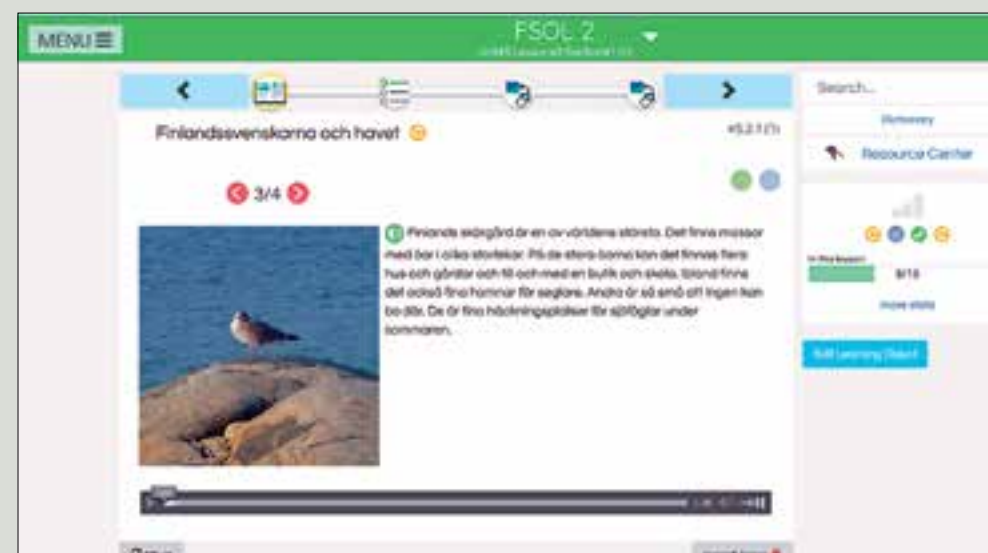 MENU
FSOL 2
Search...
Dictionary
Resource Center
Finlandssvenskarna och havet
3/4
Finlands skärgård är en av världens största. Det finns massor
med öar i olika storlekar. På de stora öarna kan det finnas flera
hus och gårdar och till och med en butik och skola. Ibland finns
det också fina hamnar för seglare. Andra är så små att ingen kan
bo där. De är fina häckningsplatser för sjöfåglar under
sommaren.
more stats
Edit Learning Object